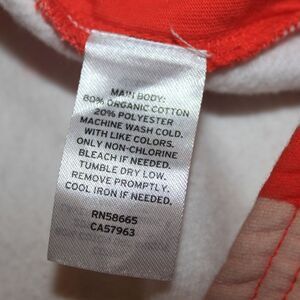 MAIN BODY:
80% ORGANIC COTTON
20% POLYESTER
MACHINE WASH COLD.
WITH LIKE COLORS.
ONLY NON-CHLORINE
BLEACH IF NEEDED.
TUMBLE DRY LOW.
REMOVE PROMPTLY.
COOL IRON IF NEEDED.
RN58665
CA57963